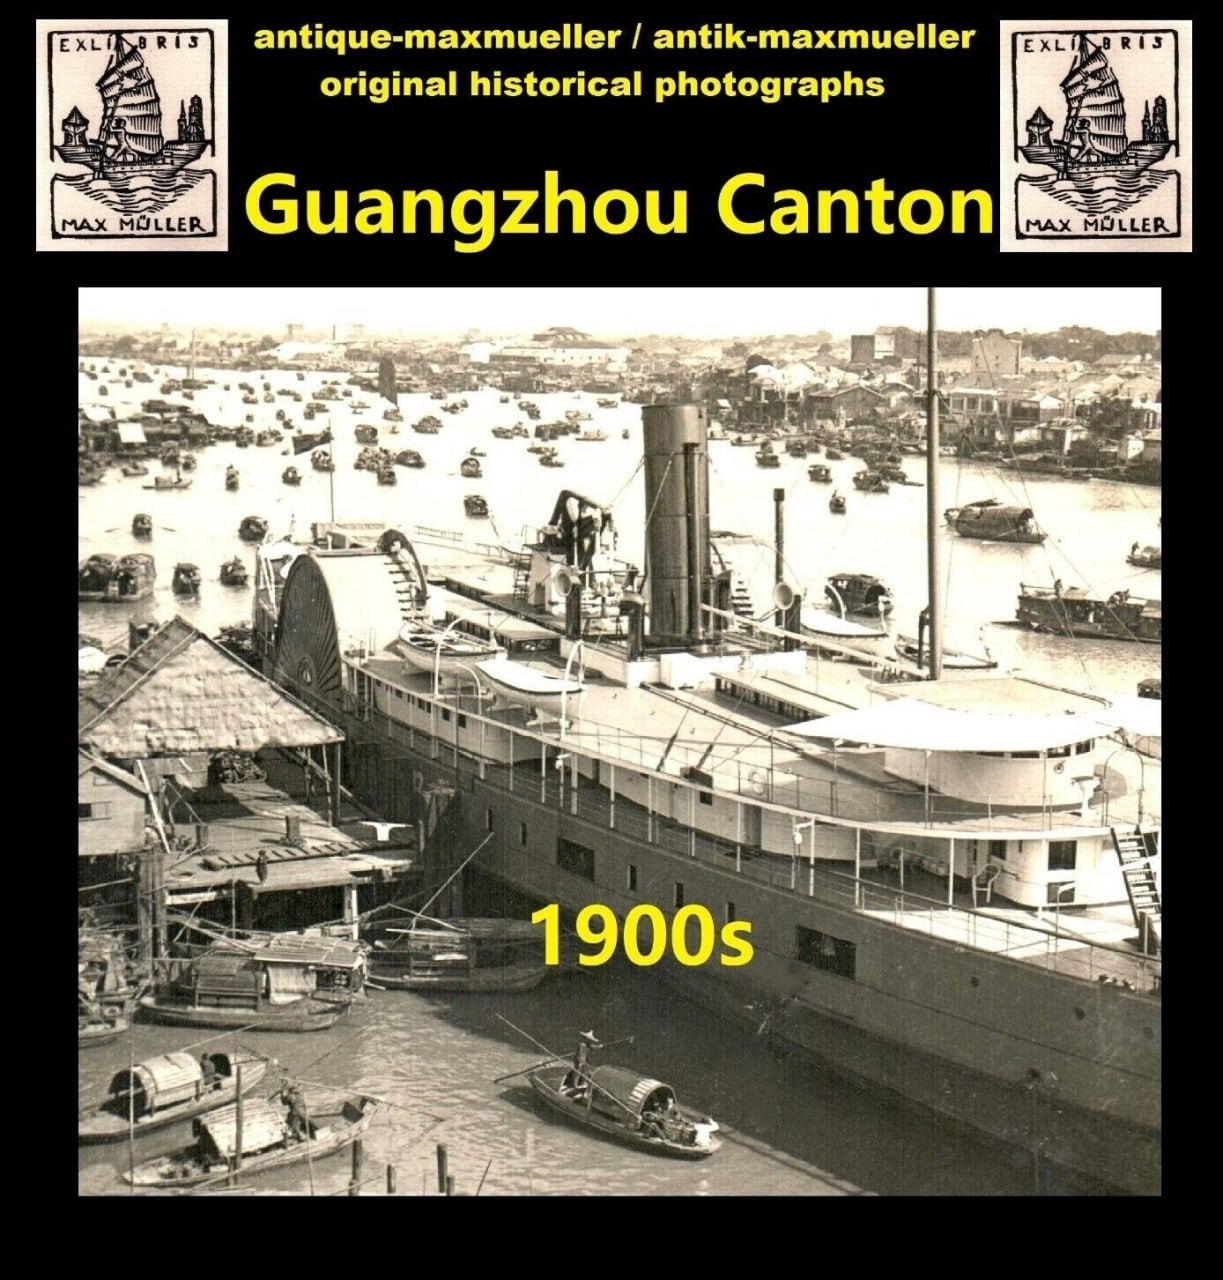 EXLIBRIS
MAX MÜLLER
antique-maxmueller / antik-maxmueller
original historical photographs
Guangzhou Canton
EXLIBRIS
MAX MÜLLER
1900s